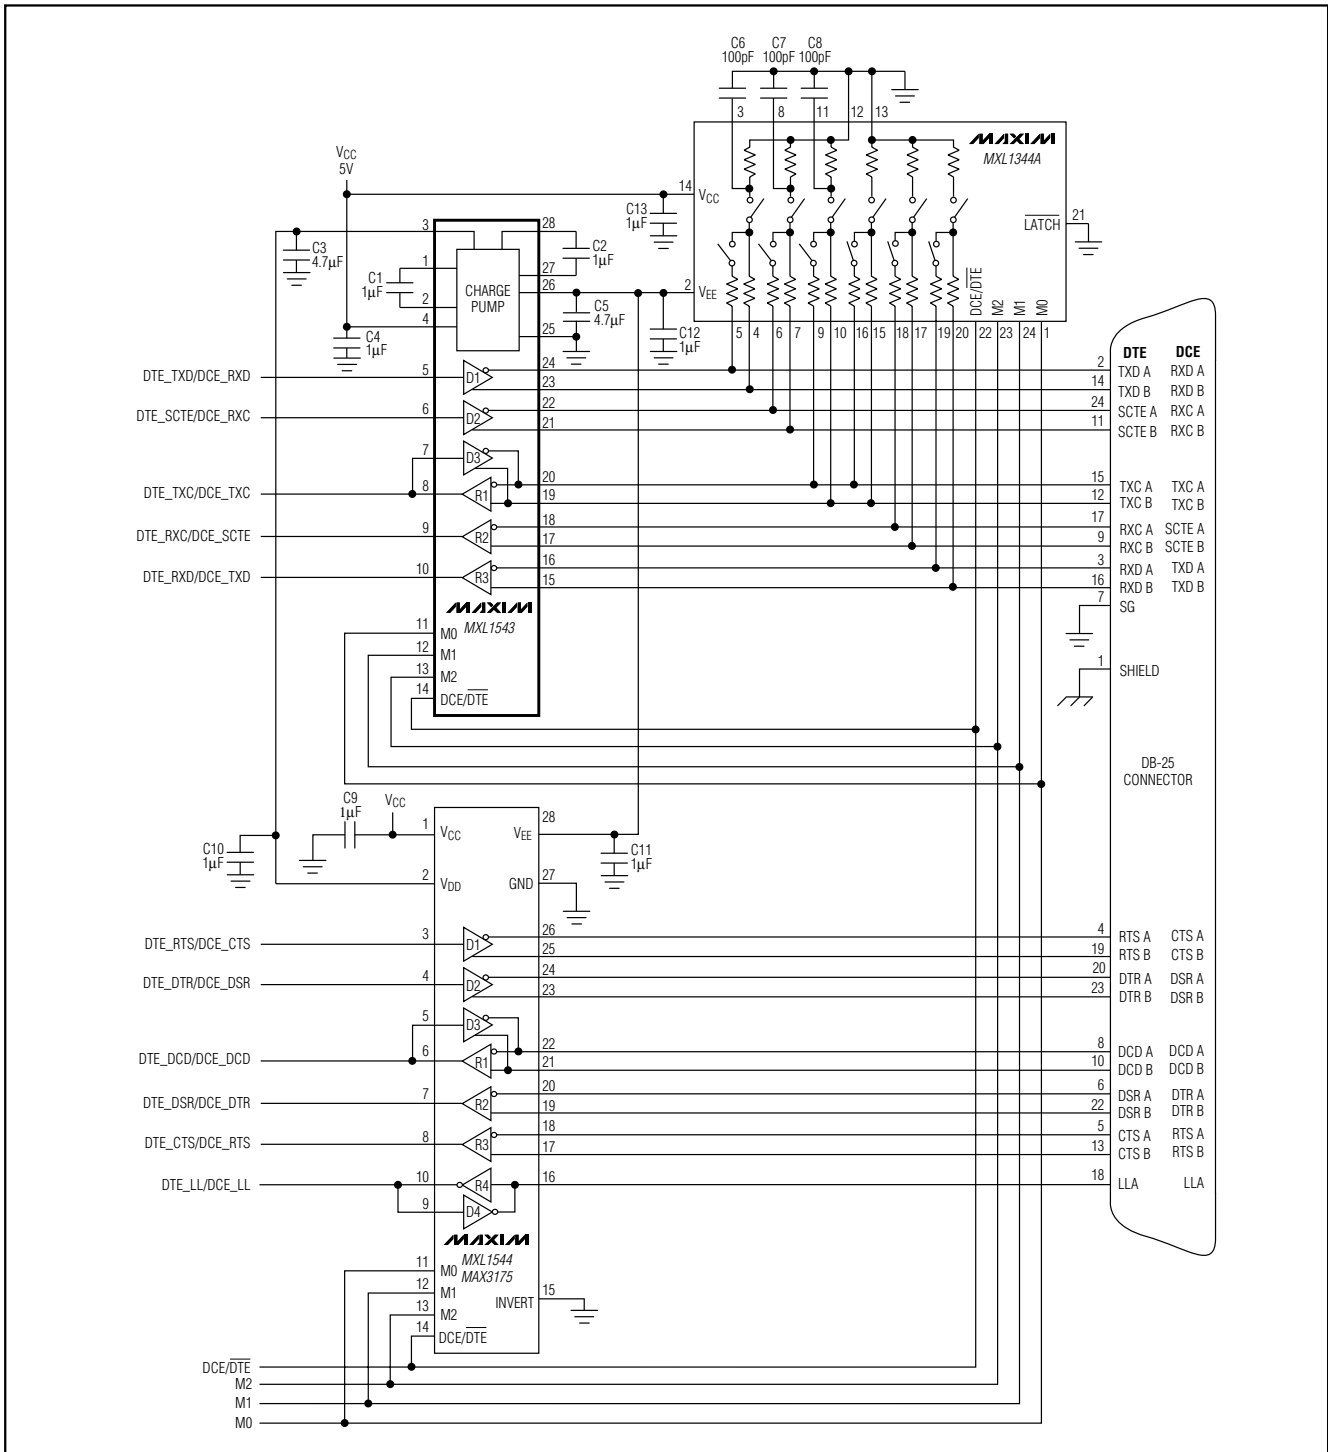 C6 C7 C8
100pF 100pF 100pF
3 8 11 12 13
MAXIM
MXL1344A
VCC
5V
14 VCC
C13
1µF
LATCH 21
3 28
C3
4.7µF
C2
1µF
1 27
C1
1µF
CHARGE
PUMP
26
2 VEE
2
C5
4.7µF
4 25
C4
1µF
C12
1µF
DCE/DTE M2 M1 M0
5 4 6 7 9 10 16 15 18 17 19 20 22 23 24 1
DTE DCE
DTE_TXD/DCE_RXD 5 D1 24 2 TXD A RXD A
23 14 TXD B RXD B
DTE_SCTE/DCE_RXC 6 D2 22 24 SCTE A RXC A
21 11 SCTE B RXC B
7 D3
DTE_TXC/DCE_TXC 8 R1 20 15 TXC A TXC A
19 12 TXC B TXC B
DTE_RXC/DCE_SCTE 9 R2 18 17 RXC A SCTE A
17 9 RXC B SCTE B
DTE_RXD/DCE_TXD 10 R3 16 3 RXD A TXD A
15 16 RXD B TXD B
7 SG
MAXIM
MXL1543
11 M0
12 M1
13 M2
14 DCE/DTE
1 SHIELD
DB-25
CONNECTOR
C9
1µF
VCC
1 VCC VEE 28
C10
1µF
C11
1µF
2 VDD GND 27
DTE_RTS/DCE_CTS 3 D1 26 4 RTS A CTS A
25 19 RTS B CTS B
DTE_DTR/DCE_DSR 4 D2 24 20 DTR A DSR A
23 23 DTR B DSR B
5 D3
DTE_DCD/DCE_DCD 6 R1 22 8 DCD A DCD A
21 10 DCD B DCD B
DTE_DSR/DCE_DTR 7 R2 20 6 DSR A DTR A
19 22 DSR B DTR B
DTE_CTS/DCE_RTS 8 R3 18 5 CTS A RTS A
17 13 CTS B RTS B
DTE_LL/DCE_LL 10 R4 16 18 LLA LLA
9 D4
MAXIM
MXL1544
MAX3175
11 M0
12 M1
INVERT 15
13 M2
14 DCE/DTE
DCE/DTE
M2
M1
M0